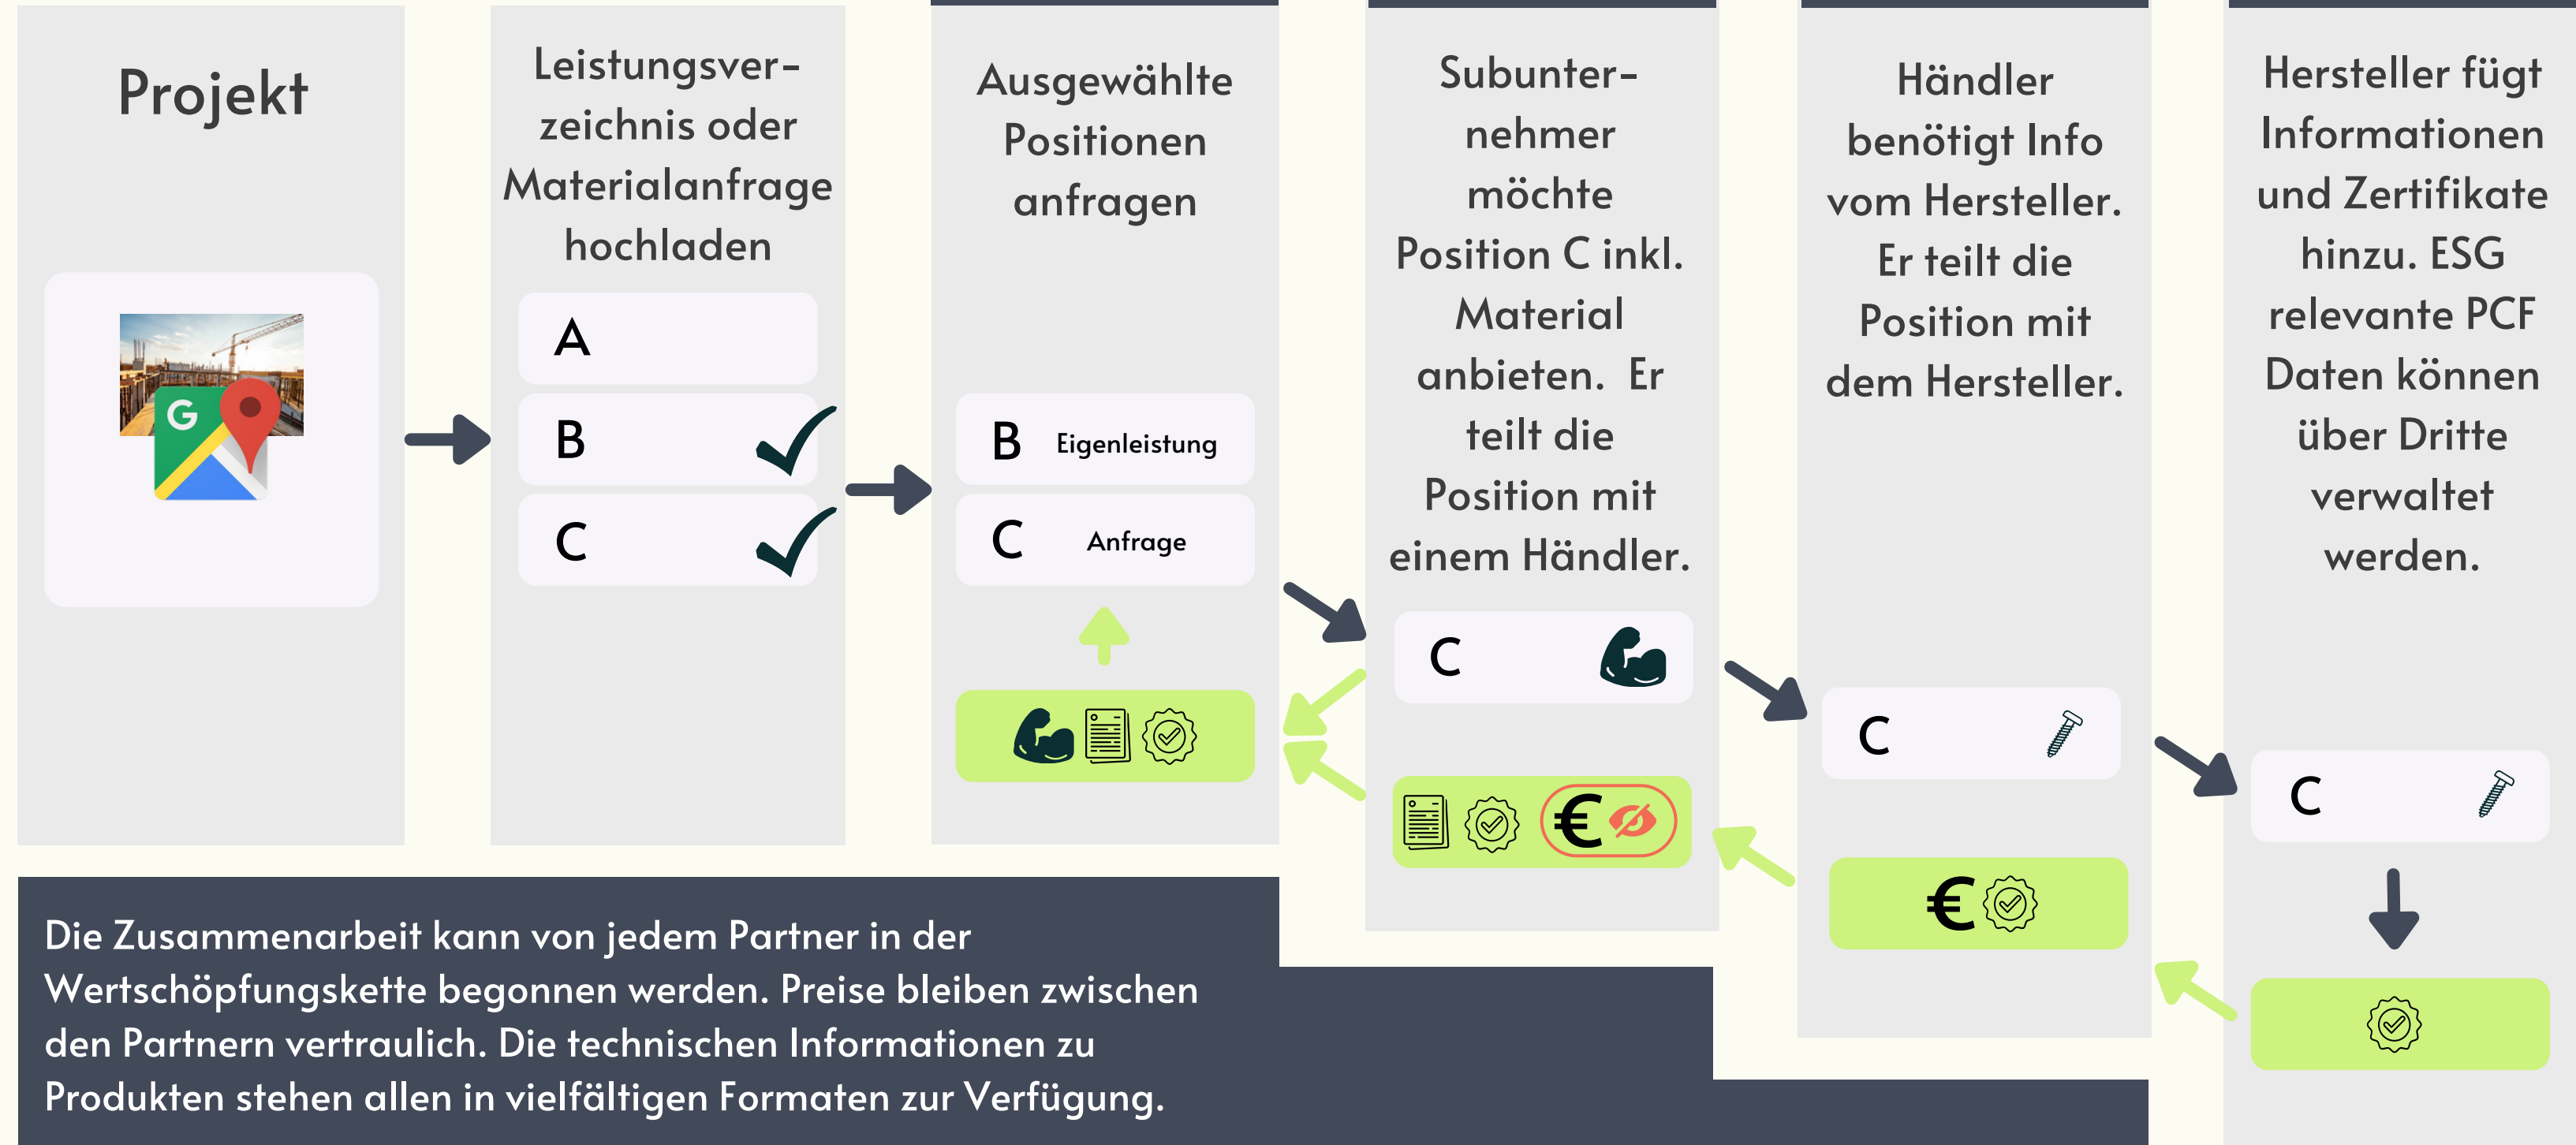 Projekt
Leistungsver-
zeichnis oder
Materialanfrage
hochladen
A
B
C
Ausgewählte
Positionen
anfragen
B Eigenleistung
C Anfrage
Subunter-
nehmer
möchte
Position C inkl.
Material
anbieten. Er
teilt die
Position mit
einem Händler.
C
€
Händler
benötigt Info
vom Hersteller.
Er teilt die
Position mit
dem Hersteller.
C
€
Hersteller fügt
Informationen
und Zertifikate
hinzu. ESG
relevante PCF
Daten können
über Dritte
verwaltet
werden.
C
G
Die Zusammenarbeit kann von jedem Partner in der
Wertschöpfungskette begonnen werden. Preise bleiben zwischen
den Partnern vertraulich. Die technischen Informationen zu
Produkten stehen allen in vielfältigen Formaten zur Verfügung.